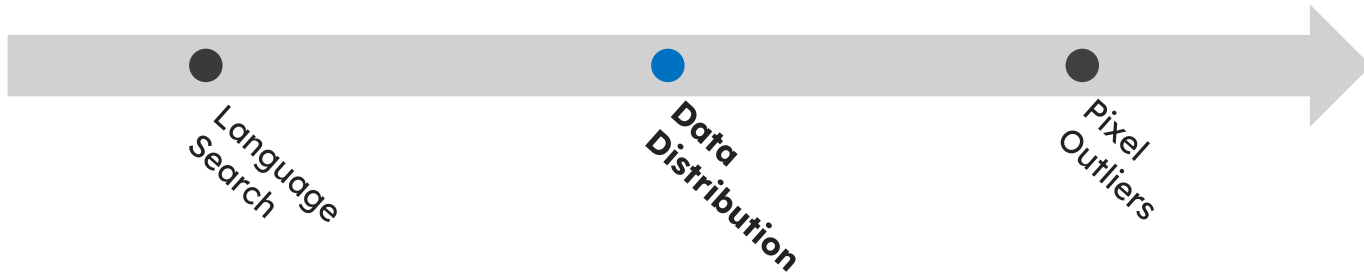 Language
Search
Data
Distribution
Pixel
Outliers